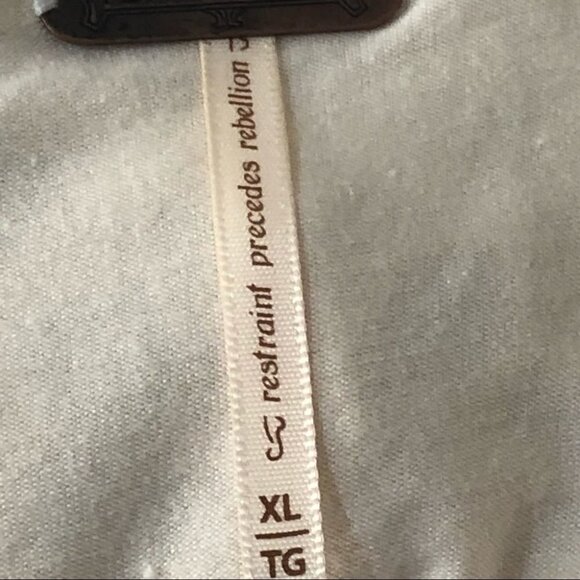 restraint precedes rebellion
XL
TG